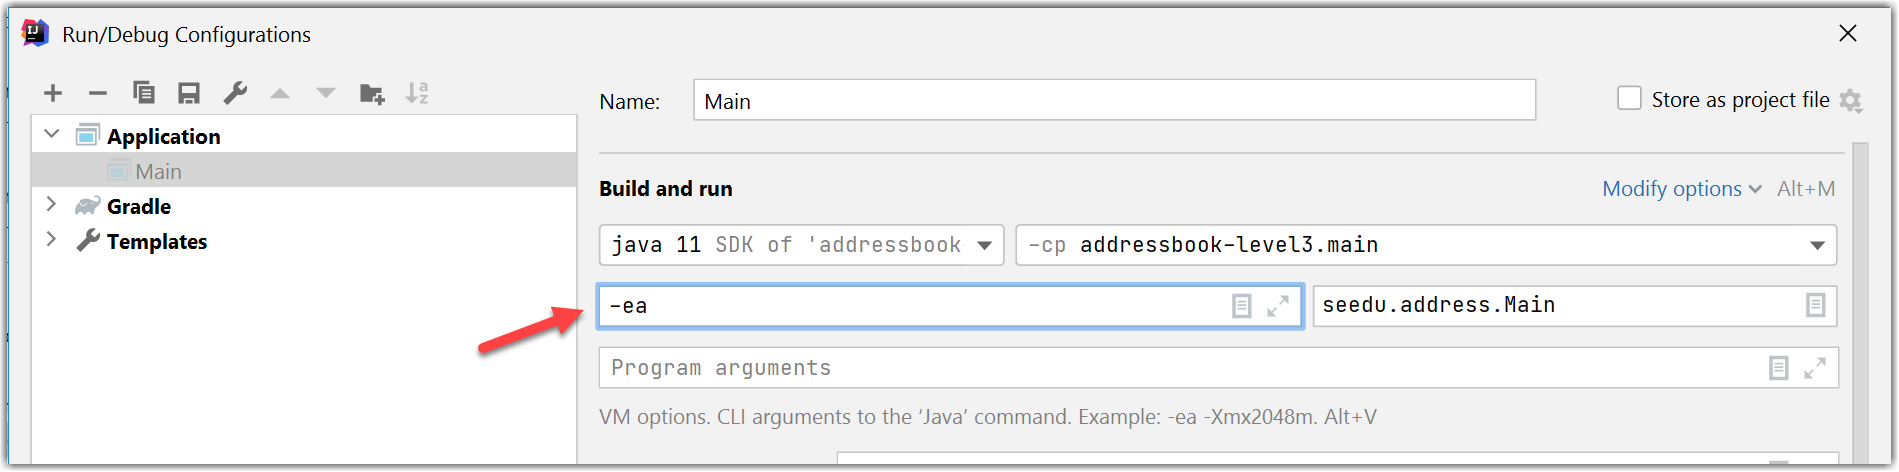 IJ
Run/Debug Configurations
Name: Main
Store as project file
Application
Main
Gradle
Templates
Build and run
Modify options Alt+M
java 11 SDK of 'addressbook
-cp addressbook-level3.main
-ea
seedu.address.Main
Program arguments
VM options. CLI arguments to the ‘Java’ command. Example: -ea -Xmx2048m. Alt+V